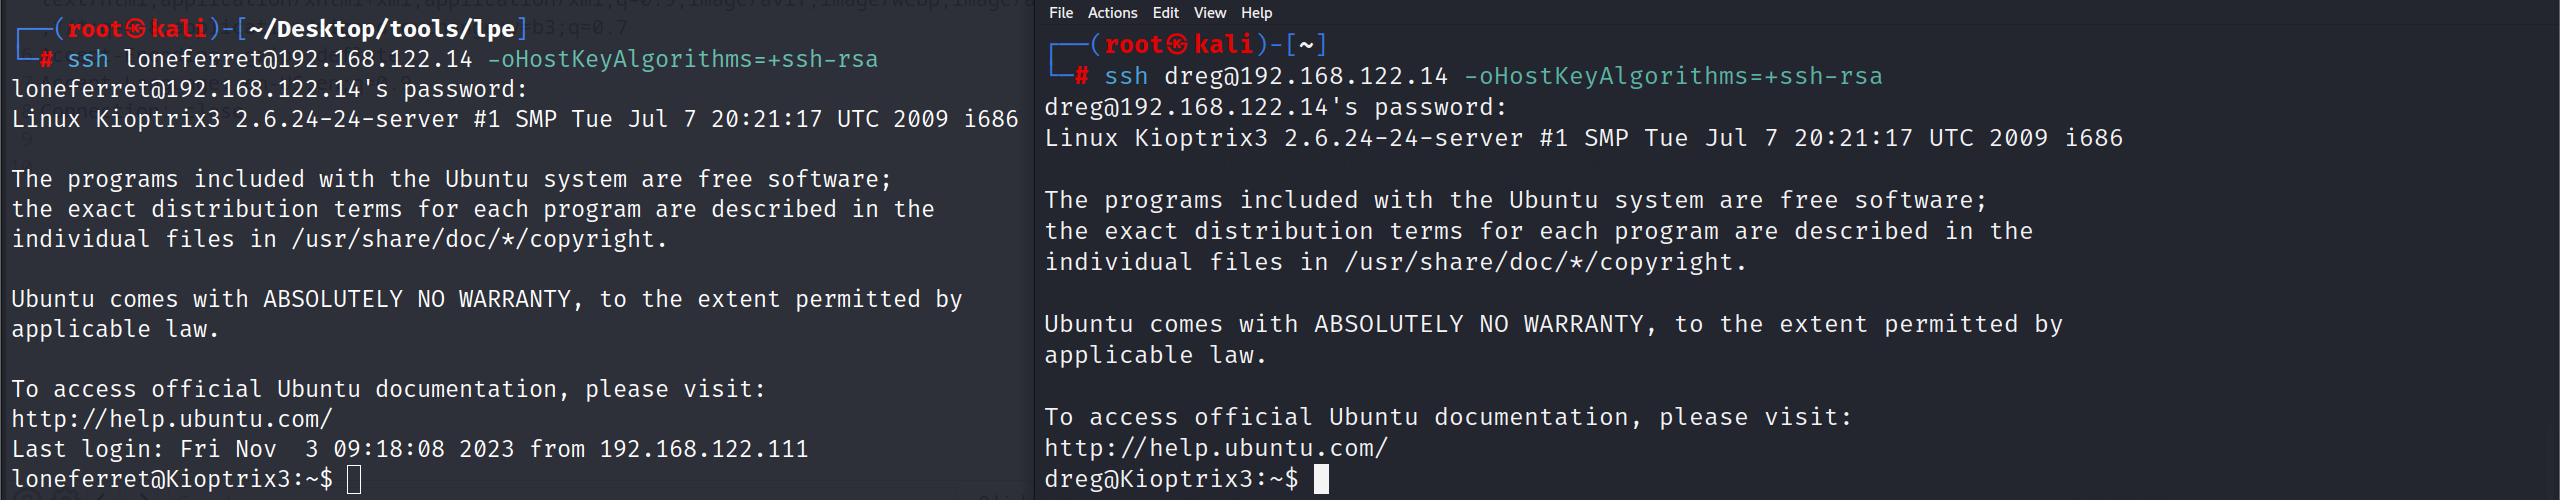 ┌──(root㉿kali)-[~/Desktop/tools/lpe]
└─# ssh loneferret@192.168.122.14 -oHostKeyAlgorithms=+ssh-rsa
loneferret@192.168.122.14's password:
Linux Kioptrix3 2.6.24-24-server #1 SMP Tue Jul 7 20:21:17 UTC 2009 i686
The programs included with the Ubuntu system are free software;
the exact distribution terms for each program are described in the
individual files in /usr/share/doc/*/copyright.
Ubuntu comes with ABSOLUTELY NO WARRANTY, to the extent permitted by
applicable law.
To access official Ubuntu documentation, please visit:
http://help.ubuntu.com/
Last login: Fri Nov  3 09:18:08 2023 from 192.168.122.111
loneferret@Kioptrix3:~$
File Actions Edit View Help
┌──(root㉿kali)-[~]
└─# ssh dreg@192.168.122.14 -oHostKeyAlgorithms=+ssh-rsa
dreg@192.168.122.14's password:
Linux Kioptrix3 2.6.24-24-server #1 SMP Tue Jul 7 20:21:17 UTC 2009 i686
The programs included with the Ubuntu system are free software;
the exact distribution terms for each program are described in the
individual files in /usr/share/doc/*/copyright.
Ubuntu comes with ABSOLUTELY NO WARRANTY, to the extent permitted by
applicable law.
To access official Ubuntu documentation, please visit:
http://help.ubuntu.com/
dreg@Kioptrix3:~$